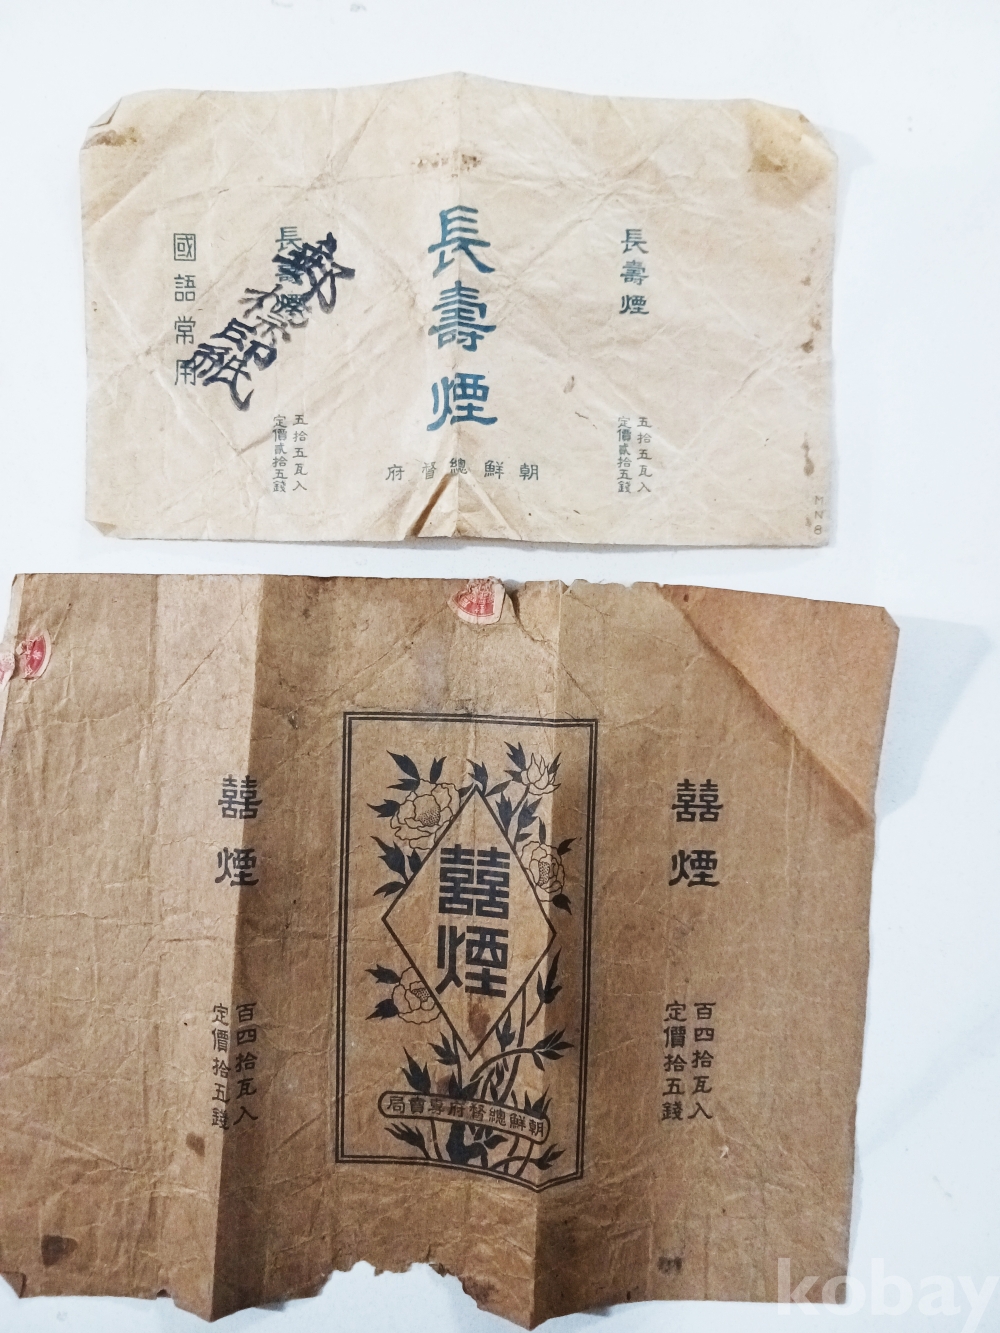 長壽煙
五拾五瓦入
定價貳拾五錢
長壽煙
朝鮮總督府
長壽煙
五拾五瓦入
定價貳拾五錢
國語常用
印紙
MN8
囍煙
百四拾瓦入
定價拾五錢
囍煙
朝鮮總督府專賣局
囍煙
百四拾瓦入
定價拾五錢
kobay